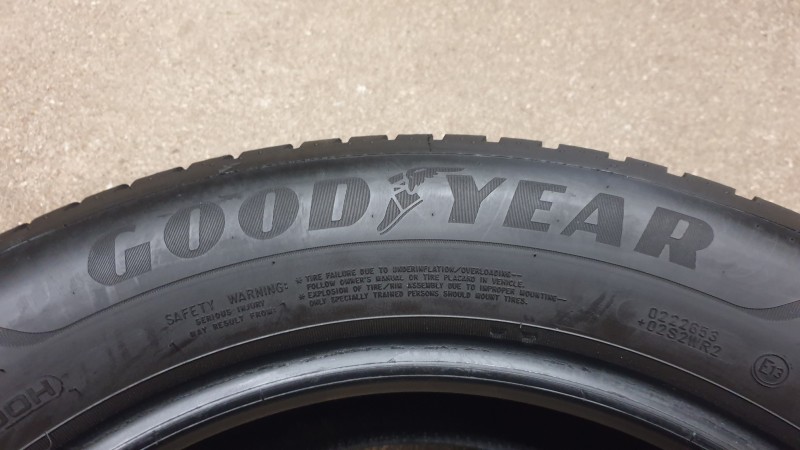 GOODYEAR
SAFETY WARNING:
SERIOUS INJURY
MAY RESULT FROM:
* TIRE FAILURE DUE TO UNDERINFLATION/OVERLOADING—
FOLLOW OWNER'S MANUAL OR TIRE PLACARD IN VEHICLE.
* EXPLOSION OF TIRE/RIM ASSEMBLY DUE TO IMPROPER MOUNTING—
ONLY SPECIALLY TRAINED PERSONS SHOULD MOUNT TIRES.
0222653
+02S2WR2
E13